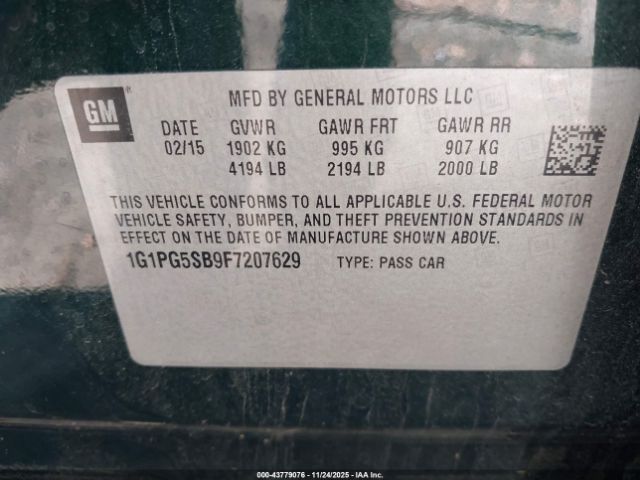 GM
MFD BY GENERAL MOTORS LLC
DATE GVWR GAWR FRT GAWR RR
02/15 1902 KG 995 KG 907 KG
4194 LB 2194 LB 2000 LB
THIS VEHICLE CONFORMS TO ALL APPLICABLE U.S. FEDERAL MOTOR
VEHICLE SAFETY, BUMPER, AND THEFT PREVENTION STANDARDS IN
EFFECT ON THE DATE OF MANUFACTURE SHOWN ABOVE.
1G1PG5SB9F7207629 TYPE: PASS CAR
000-43779076 - 11/24/2025 - IAA Inc.